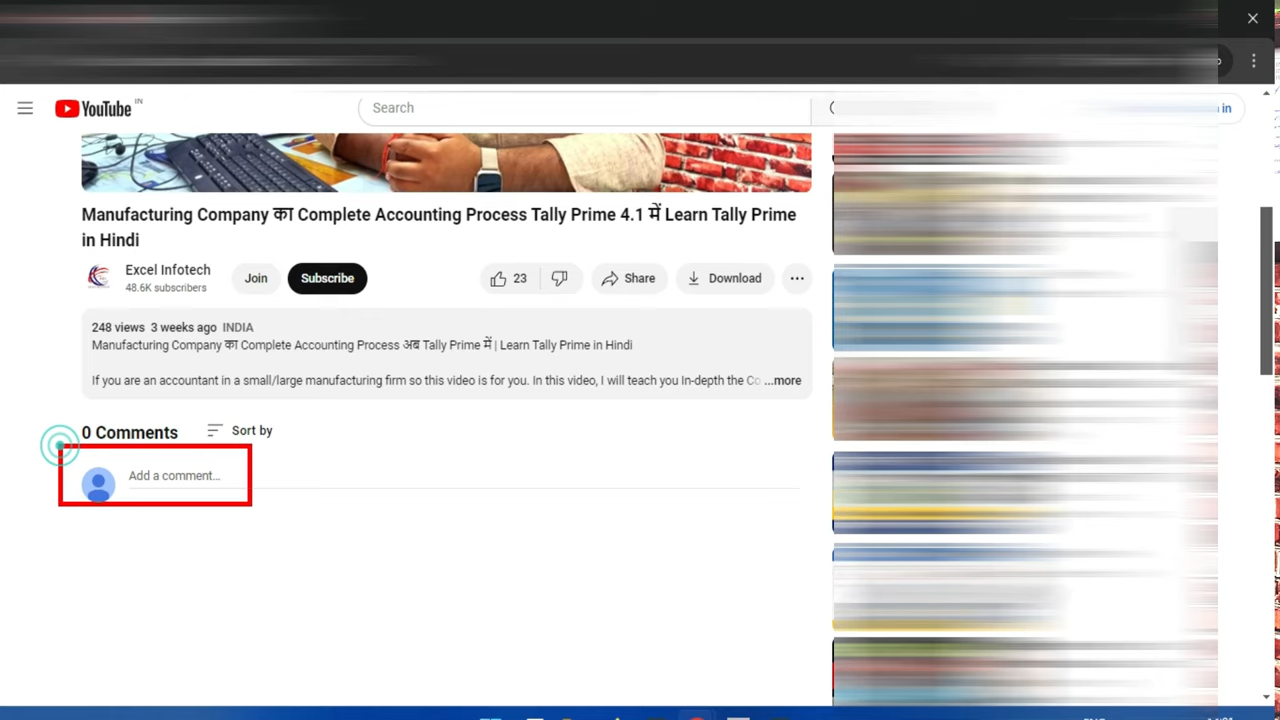 YouTube IN
Search
in
Manufacturing Company का Complete Accounting Process Tally Prime 4.1 में Learn Tally Prime
in Hindi
Excel Infotech
48.6K subscribers
Join
Subscribe
23
Share
Download
248 views 3 weeks ago INDIA
Manufacturing Company का Complete Accounting Process अब Tally Prime में | Learn Tally Prime in Hindi
If you are an accountant in a small/large manufacturing firm so this video is for you. In this video, I will teach you In-depth the Co ...more
0 Comments
Sort by
Add a comment...